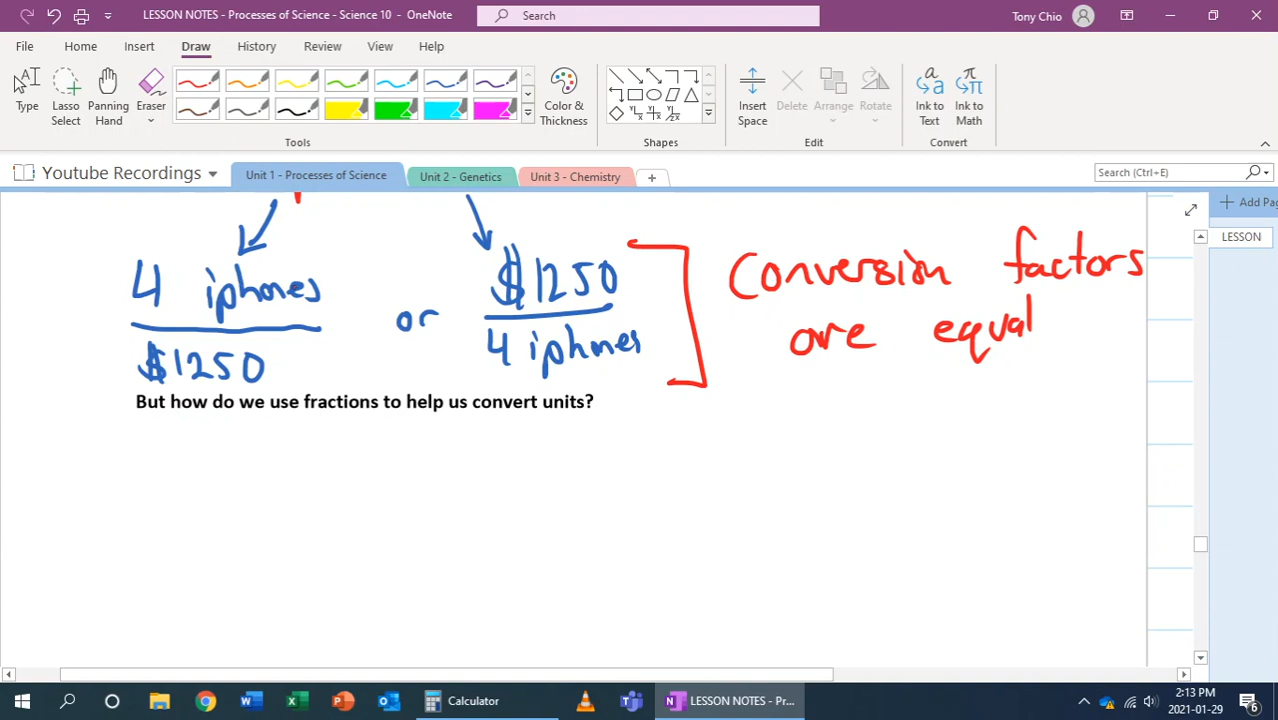 LESSON NOTES - Processes of Science - Science 10 - OneNote
Search
Tony Chio
File Home Insert Draw History Review View Help
Type
Lasso Select
Panning Hand
Eraser
Color & Thickness
Insert Space
Delete
Arrange
Rotate
Ink to Text
Ink to Math
Tools
Shapes
Edit
Convert
Youtube Recordings
Unit 1 - Processes of Science
Unit 2 - Genetics
Unit 3 - Chemistry
Search (Ctrl+E)
Add Pag
LESSON
4 iphones
$1250
or
$1250
4 iphones
Conversion factors
are equal
But how do we use fractions to help us convert units?
Calculator
LESSON NOTES - Pr...
2:13 PM
2021-01-29
6